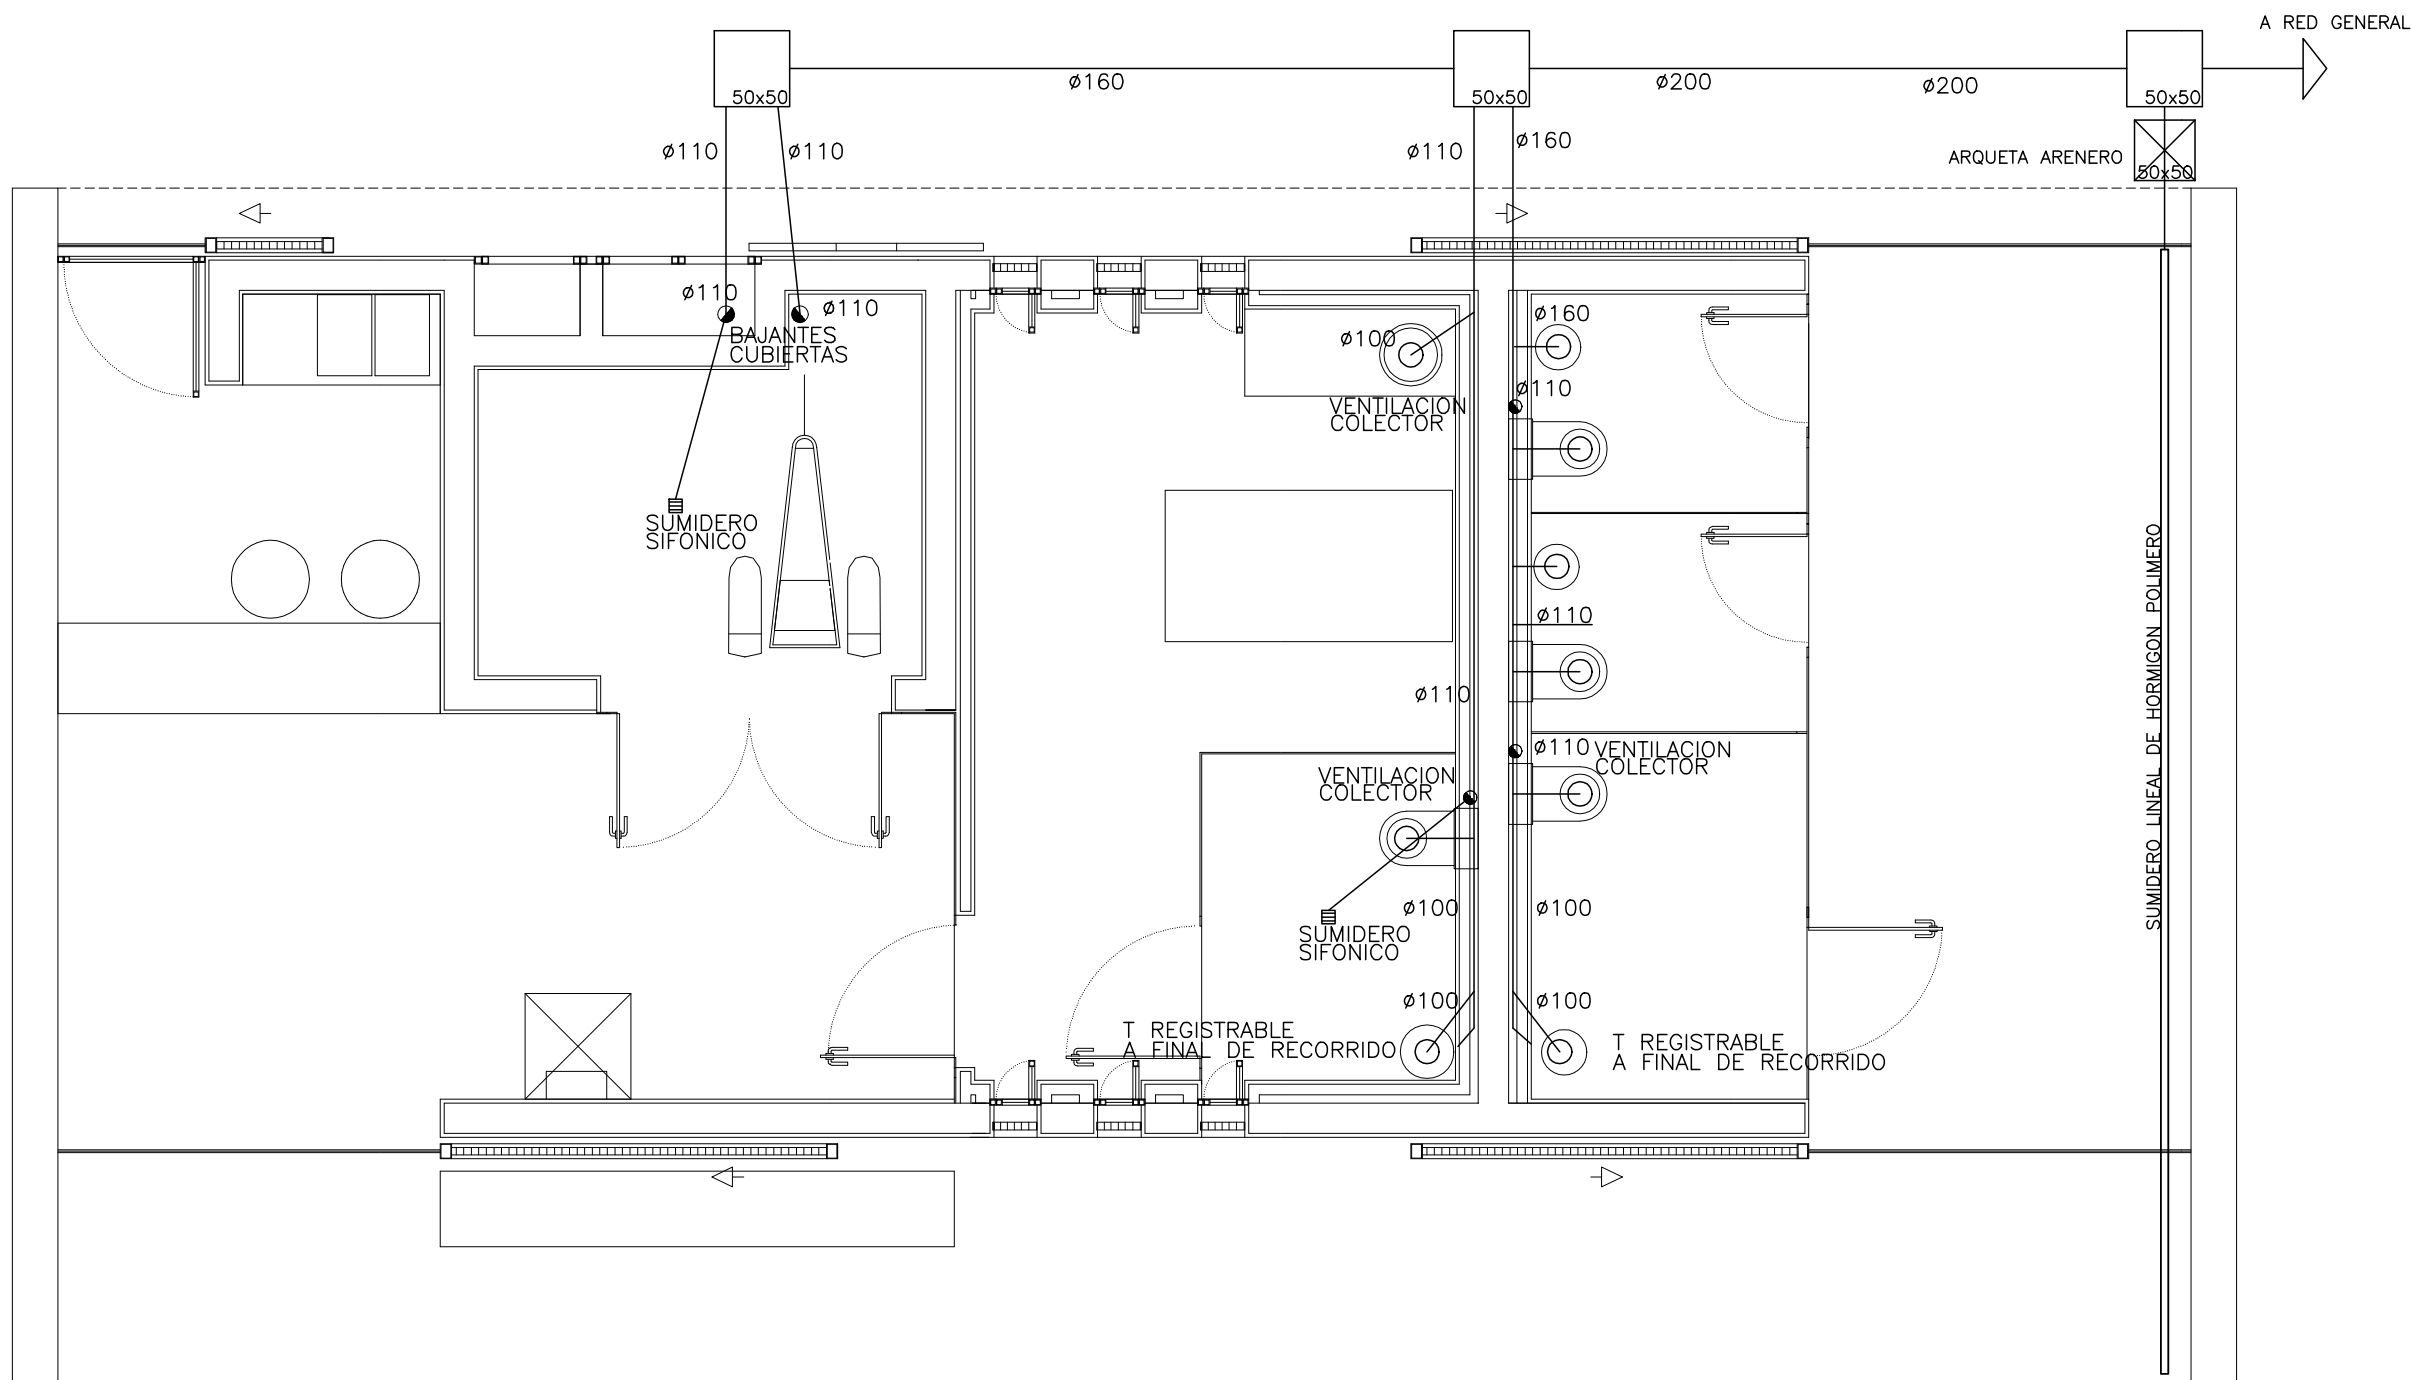 A RED GENERAL
ø160
ø200
ø200
50x50
50x50
50x50
ø110
ø110
ø110
ø160
ARQUETA ARENERO
50x50
ø110
ø110
BAJANTES
CUBIERTAS
ø100
ø160
ø110
VENTILACION
COLECTOR
SUMIDERO
SIFONICO
SUMIDERO LINEAL DE HORMIGON POLIMERO
ø110
ø110
ø110
VENTILACION
COLECTOR
VENTILACION
COLECTOR
ø100
ø100
SUMIDERO
SIFONICO
ø100
ø100
T REGISTRABLE
A FINAL DE RECORRIDO
T REGISTRABLE
A FINAL DE RECORRIDO